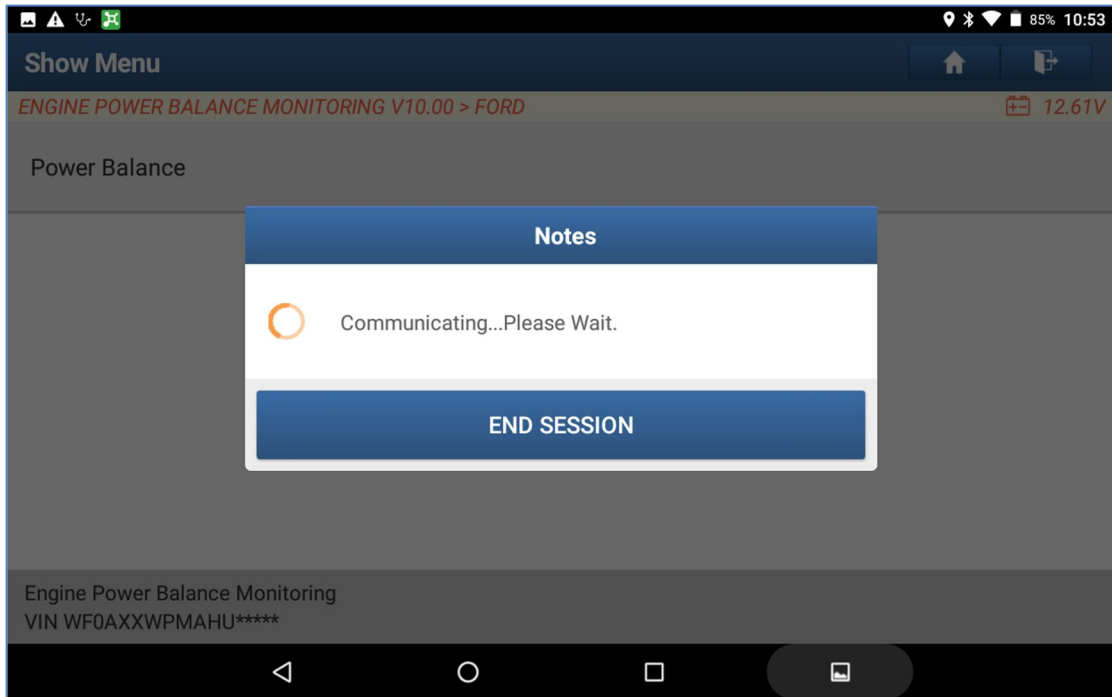 85% 10:53
Show Menu
ENGINE POWER BALANCE MONITORING V10.00 > FORD
12.61V
Power Balance
Notes
Communicating...Please Wait.
END SESSION
Engine Power Balance Monitoring
VIN WF0AXXWPMAHU*****